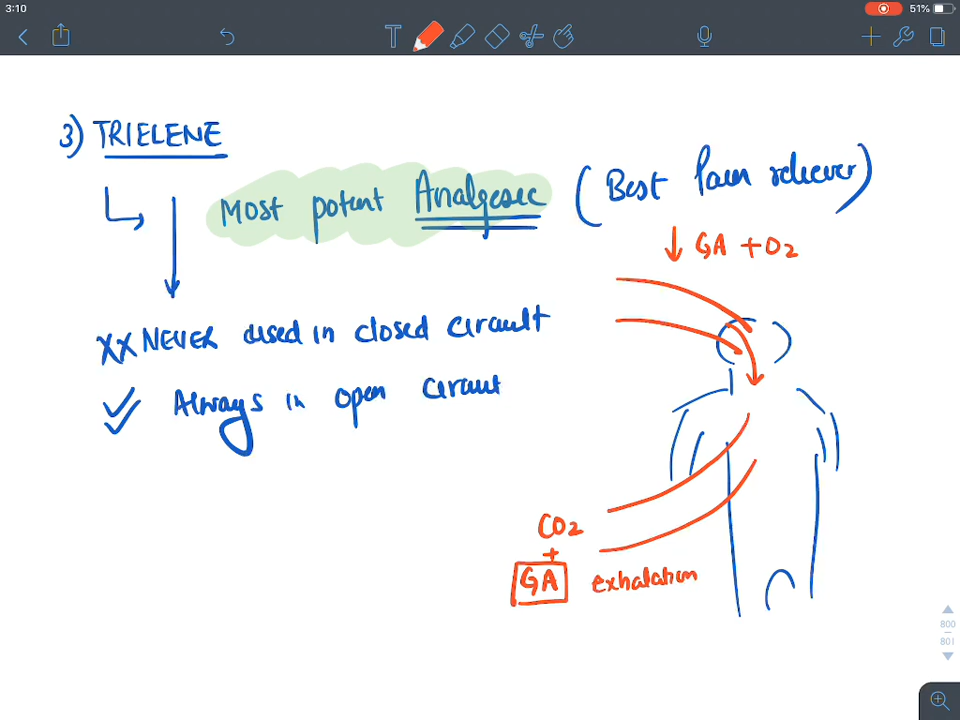 3:10
51%
T
3) TRIELENE
Most potent Analgesic (Best Pain reliever)
↓ GA + O2
XX NEVER used in closed circuit
✓ Always in open circuit
CO2
+
GA exhalation
800
801